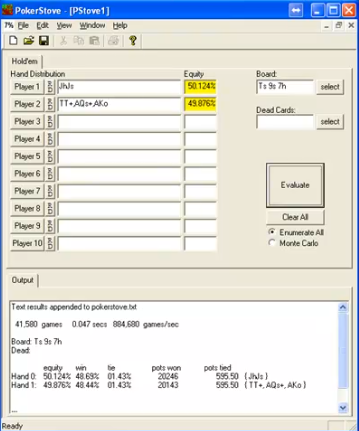 PokerStove - [PStove1]
File Edit View Window Help
Hold'em
Hand Distribution Equity Board:
Player 1 JhJs 50.124% Ts 9s 7h select
Player 2 TT+,AQs+,AKo 49.876% Dead Cards:
Player 3 select
Player 4
Player 5
Player 6
Player 7 Evaluate
Player 8 Clear All
Player 9 Enumerate All
Player 10 Monte Carlo
Output
Text results appended to pokerstove.txt
41,580 games 0.047 secs 884,680 games/sec
Board: Ts 9s 7h
Dead:
equity win tie pots won pots tied
Hand 0: 50.124% 48.69% 01.43% 20246 595.50 { JhJs }
Hand 1: 49.876% 48.44% 01.43% 20143 595.50 { TT+, AQs+, AKo }
...
Ready